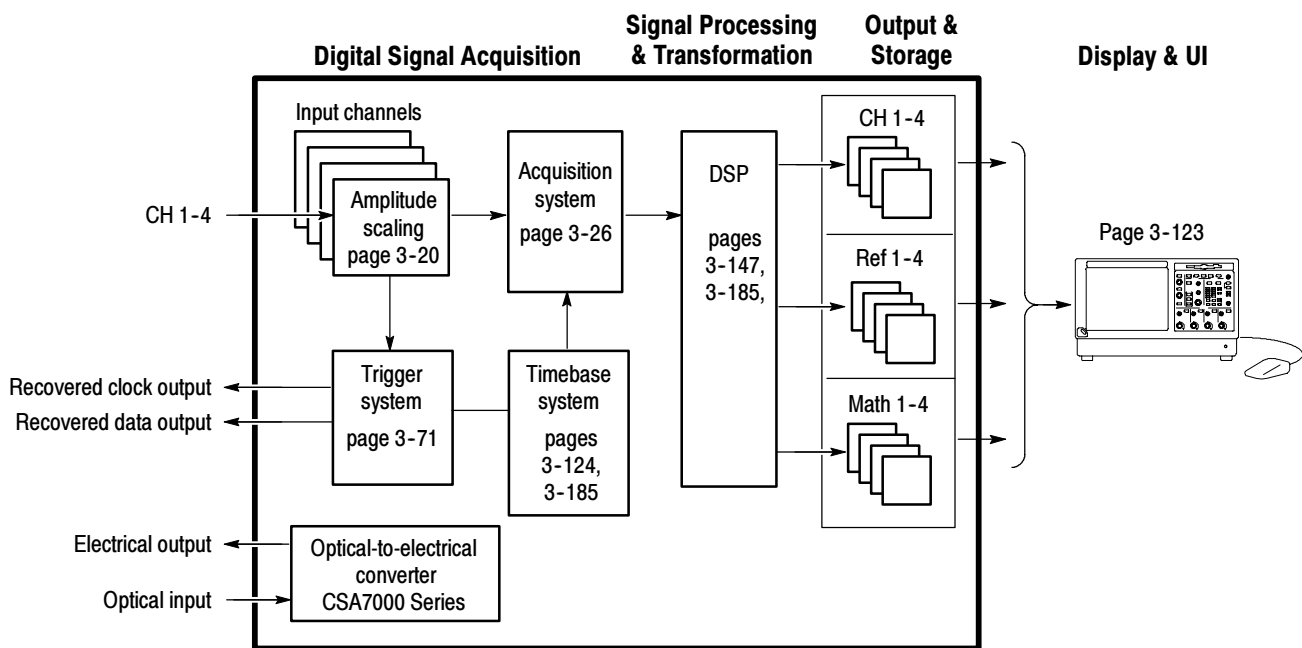 Digital Signal Acquisition
Signal Processing
& Transformation
Output &
Storage
Display & UI
Input channels
CH 1-4
Amplitude
scaling
page 3-20
Acquisition
system
page 3-26
DSP
pages
3-147,
3-185,
CH 1-4
Ref 1-4
Math 1-4
Page 3-123
Recovered clock output
Recovered data output
Trigger
system
page 3-71
Timebase
system
pages
3-124,
3-185
Electrical output
Optical input
Optical-to-electrical
converter
CSA7000 Series